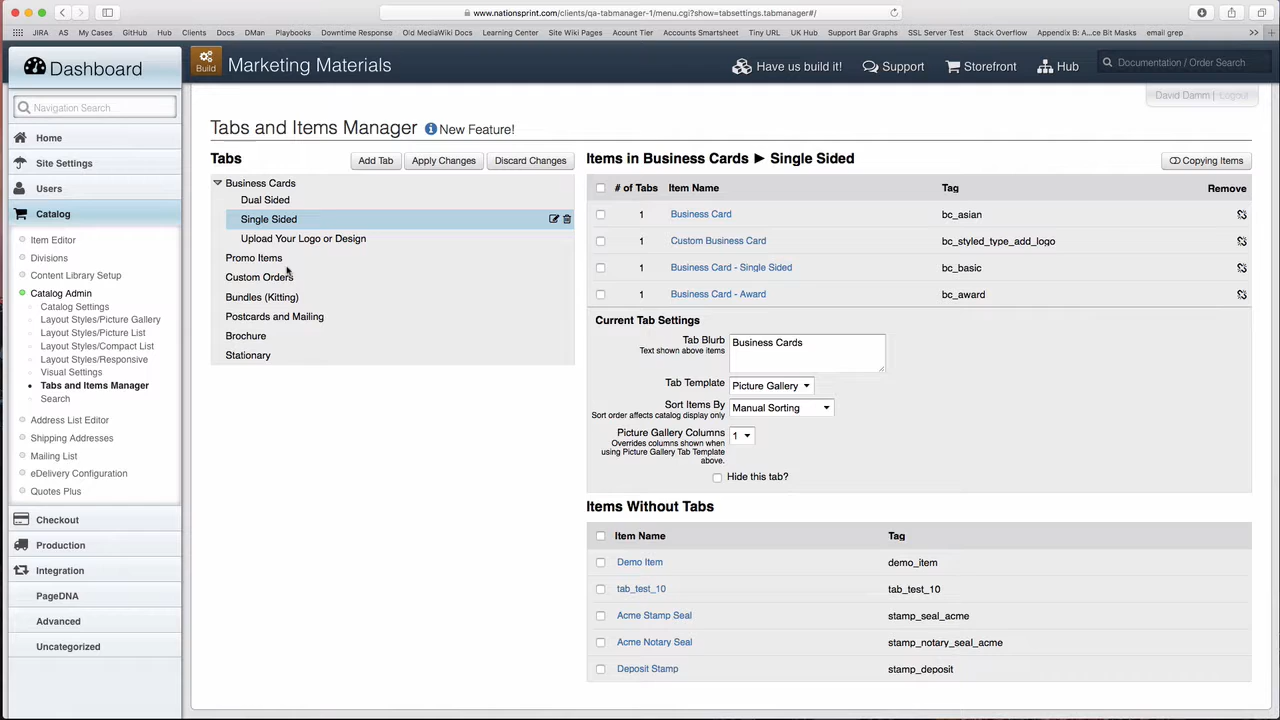 www.nationsprint.com/clients/qa-tabmanager-1/menu.cgi?show=tabsettings.tabmanager#/
JIRA AS My Cases GitHub Hub Clients Docs DMan Playbooks Downtime Response Old MediaWiki Docs Learning Center Site Wiki Pages Acount Tier Accounts Smartsheet Tiny URL UK Hub Support Bar Graphs SSL Server Test Stack Overflow Appendix B: A...ce Bit Masks email grep
Dashboard
Build
Marketing Materials
Have us build it!
Support
Storefront
Hub
Documentation / Order Search
David Damm | Logout
Navigation Search...
Home
Site Settings
Users
Catalog
Item Editor
Divisions
Content Library Setup
Catalog Admin
Catalog Settings
Layout Styles/Picture Gallery
Layout Styles/Picture List
Layout Styles/Compact List
Layout Styles/Responsive
Visual Settings
Tabs and Items Manager
Search
Address List Editor
Shipping Addresses
Mailing List
eDelivery Configuration
Quotes Plus
Checkout
Production
Integration
PageDNA
Advanced
Uncategorized
Tabs and Items Manager New Feature!
Tabs
Add Tab
Apply Changes
Discard Changes
Business Cards
Dual Sided
Single Sided
Upload Your Logo or Design
Promo Items
Custom Orders
Bundles (Kitting)
Postcards and Mailing
Brochure
Stationary
Items in Business Cards ► Single Sided
Copying Items
# of Tabs Item Name Tag Remove
1 Business Card bc_asian
1 Custom Business Card bc_styled_type_add_logo
1 Business Card - Single Sided bc_basic
1 Business Card - Award bc_award
Current Tab Settings
Tab Blurb
Text shown above items
Business Cards
Tab Template Picture Gallery
Sort Items By Manual Sorting
Sort order affects catalog display only
Picture Gallery Columns 1
Overrides columns shown when
using Picture Gallery Tab Template
above.
Hide this tab?
Items Without Tabs
Item Name Tag
Demo Item demo_item
tab_test_10 tab_test_10
Acme Stamp Seal stamp_seal_acme
Acme Notary Seal stamp_notary_seal_acme
Deposit Stamp stamp_deposit